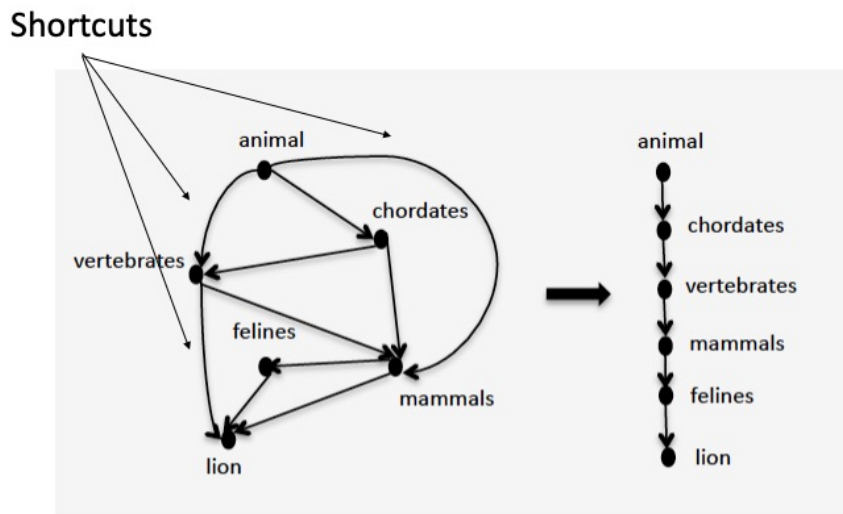 Shortcuts
animal
chordates
vertebrates
felines
mammals
lion
animal
chordates
vertebrates
mammals
felines
lion